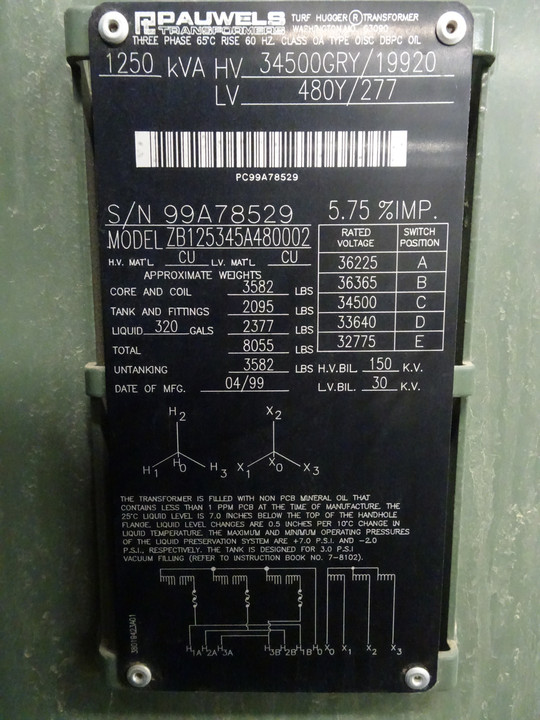 PAUWELS TRANSFORMERS
TURF HUGGER ® TRANSFORMER
WASHINGTON, MO. 63090
THREE PHASE 65°C RISE 60 HZ. CLASS OA TYPE OISC DBPC OIL
1250 kVA HV 34500GRY/19920
LV 480Y/277
PC99A78529
S/N 99A78529 5.75 %IMP.
MODEL ZB125345A480002
H.V. MAT'L CU L.V. MAT'L CU
APPROXIMATE WEIGHTS
CORE AND COIL 3582 LBS
TANK AND FITTINGS 2095 LBS
LIQUID 320 GALS 2377 LBS
TOTAL 8055 LBS
UNTANKING 3582 LBS
DATE OF MFG. 04/99
RATED VOLTAGE SWITCH POSITION
36225 A
36365 B
34500 C
33640 D
32775 E
H.V.BIL 150 K.V.
L.V.BIL. 30 K.V.
H2 X2
H1 H0 H3 X1 X0 X3
THE TRANSFORMER IS FILLED WITH NON PCB MINERAL OIL THAT
CONTAINS LESS THAN 1 PPM PCB AT THE TIME OF MANUFACTURE. THE
25°C LIQUID LEVEL IS 7.0 INCHES BELOW THE TOP OF THE HANDHOLE
FLANGE. LIQUID LEVEL CHANGES ARE 0.5 INCHES PER 10°C CHANGE IN
LIQUID TEMPERATURE. THE MAXIMUM AND MINIMUM OPERATING PRESSURES
OF THE LIQUID PRESERVATION SYSTEM ARE +7.0 P.S.I. AND -2.0
P.S.I., RESPECTIVELY. THE TANK IS DESIGNED FOR 3.0 P.S.I
VACUUM FILLING (REFER TO INSTRUCTION BOOK NO. 7-8102).
H1A H2A H3A H3B H2B H1B H0 X0 X1 X2 X3